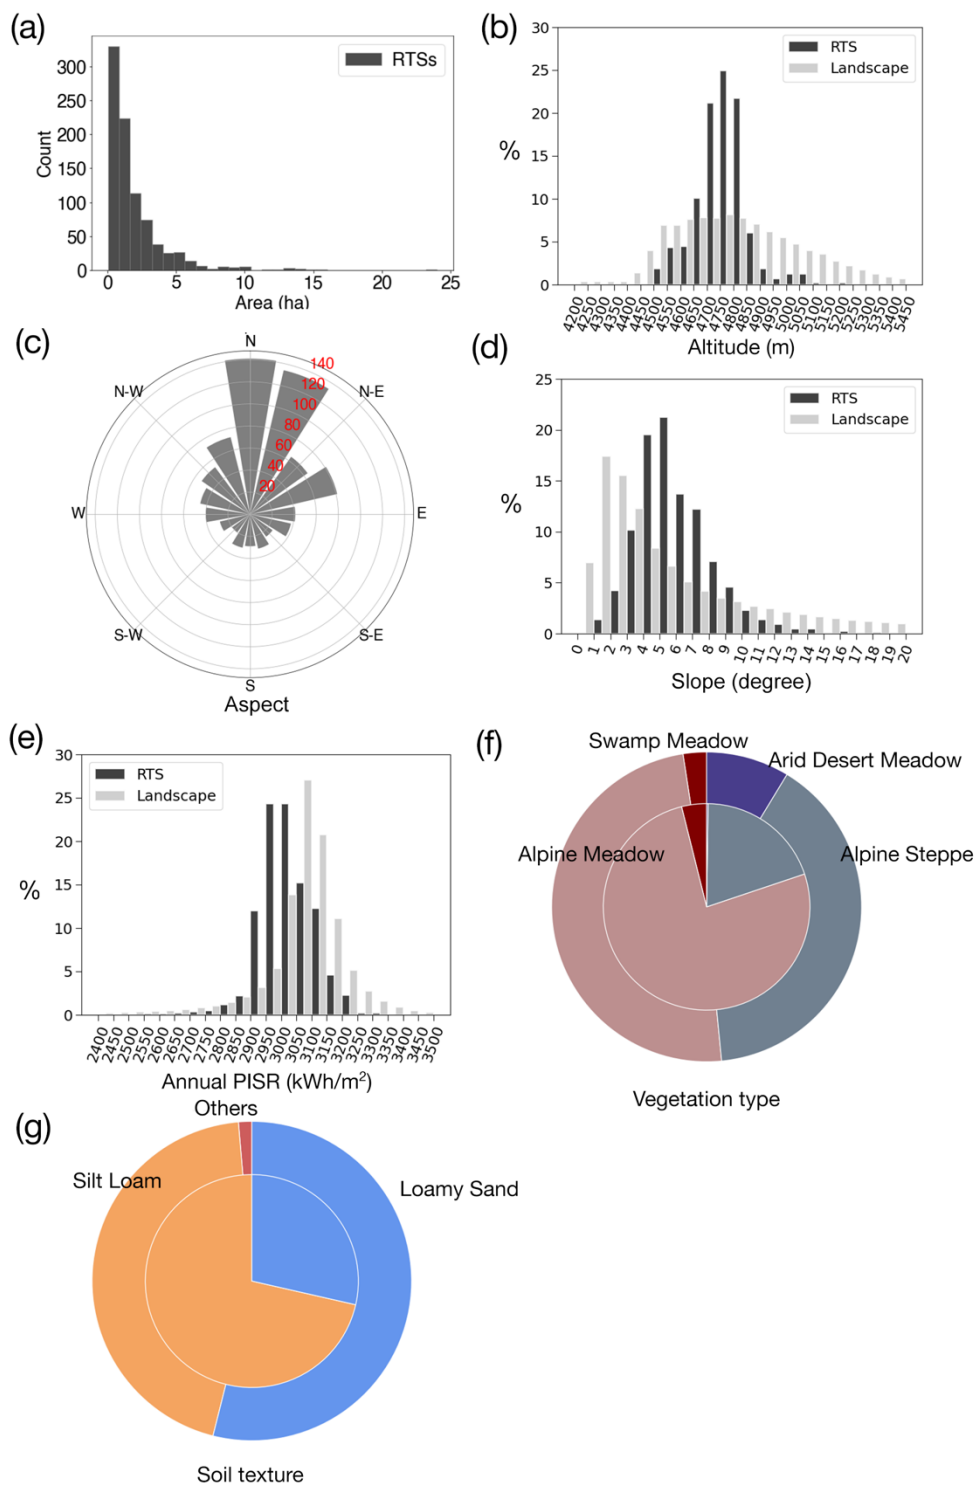 (a)
RTSs
300
250
200
150
100
50
0
Count
0 5 10 15 20 25
Area (ha)
(b)
RTS
Landscape
30
25
20
15
10
5
0
%
4200 4250 4300 4350 4400 4450 4500 4550 4600 4650 4700 4750 4800 4850 4900 4950 5000 5050 5100 5150 5200 5250 5300 5350 5400 5450
Altitude (m)
(c)
N
N-E
E
S-E
S
S-W
W
N-W
140
120
100
80
60
40
20
Aspect
(d)
RTS
Landscape
25
20
15
10
5
0
%
0 1 2 3 4 5 6 7 8 9 10 11 12 13 14 15 16 17 18 19 20
Slope (degree)
(e)
RTS
Landscape
30
25
20
15
10
5
0
%
2400 2450 2500 2550 2600 2650 2700 2750 2800 2850 2900 2950 3000 3050 3100 3150 3200 3250 3300 3350 3400 3450 3500
Annual PISR (kWh/m²)
(f)
Swamp Meadow
Arid Desert Meadow
Alpine Meadow
Alpine Steppe
Vegetation type
(g)
Others
Silt Loam
Loamy Sand
Soil texture